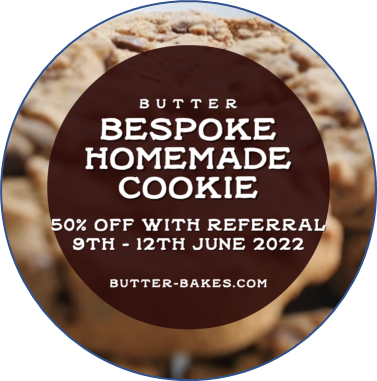 BUTTER
BESPOKE
HOMEMADE
COOKIE
50% OFF WITH REFERRAL
9TH - 12TH JUNE 2022
BUTTER-BAKES.COM